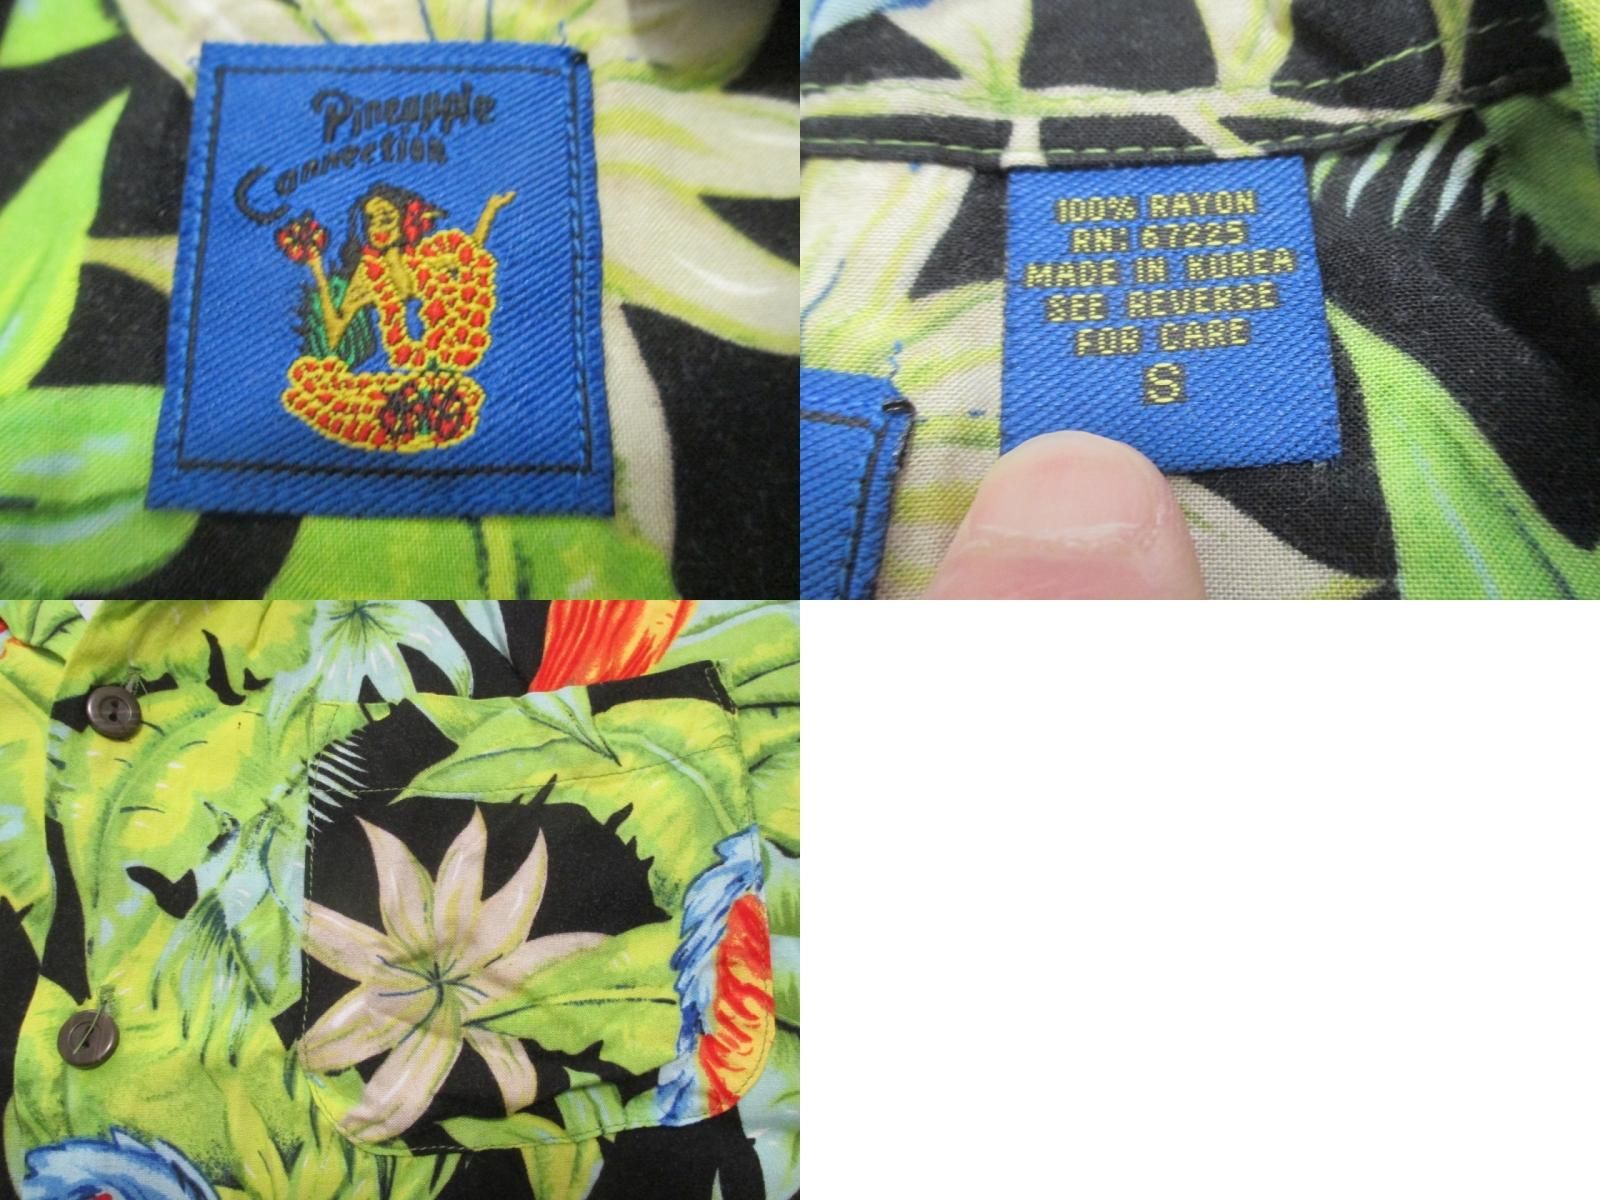 Pineapple
Connection
100% RAYON
RN: 67225
MADE IN KOREA
SEE REVERSE
FOR CARE
S